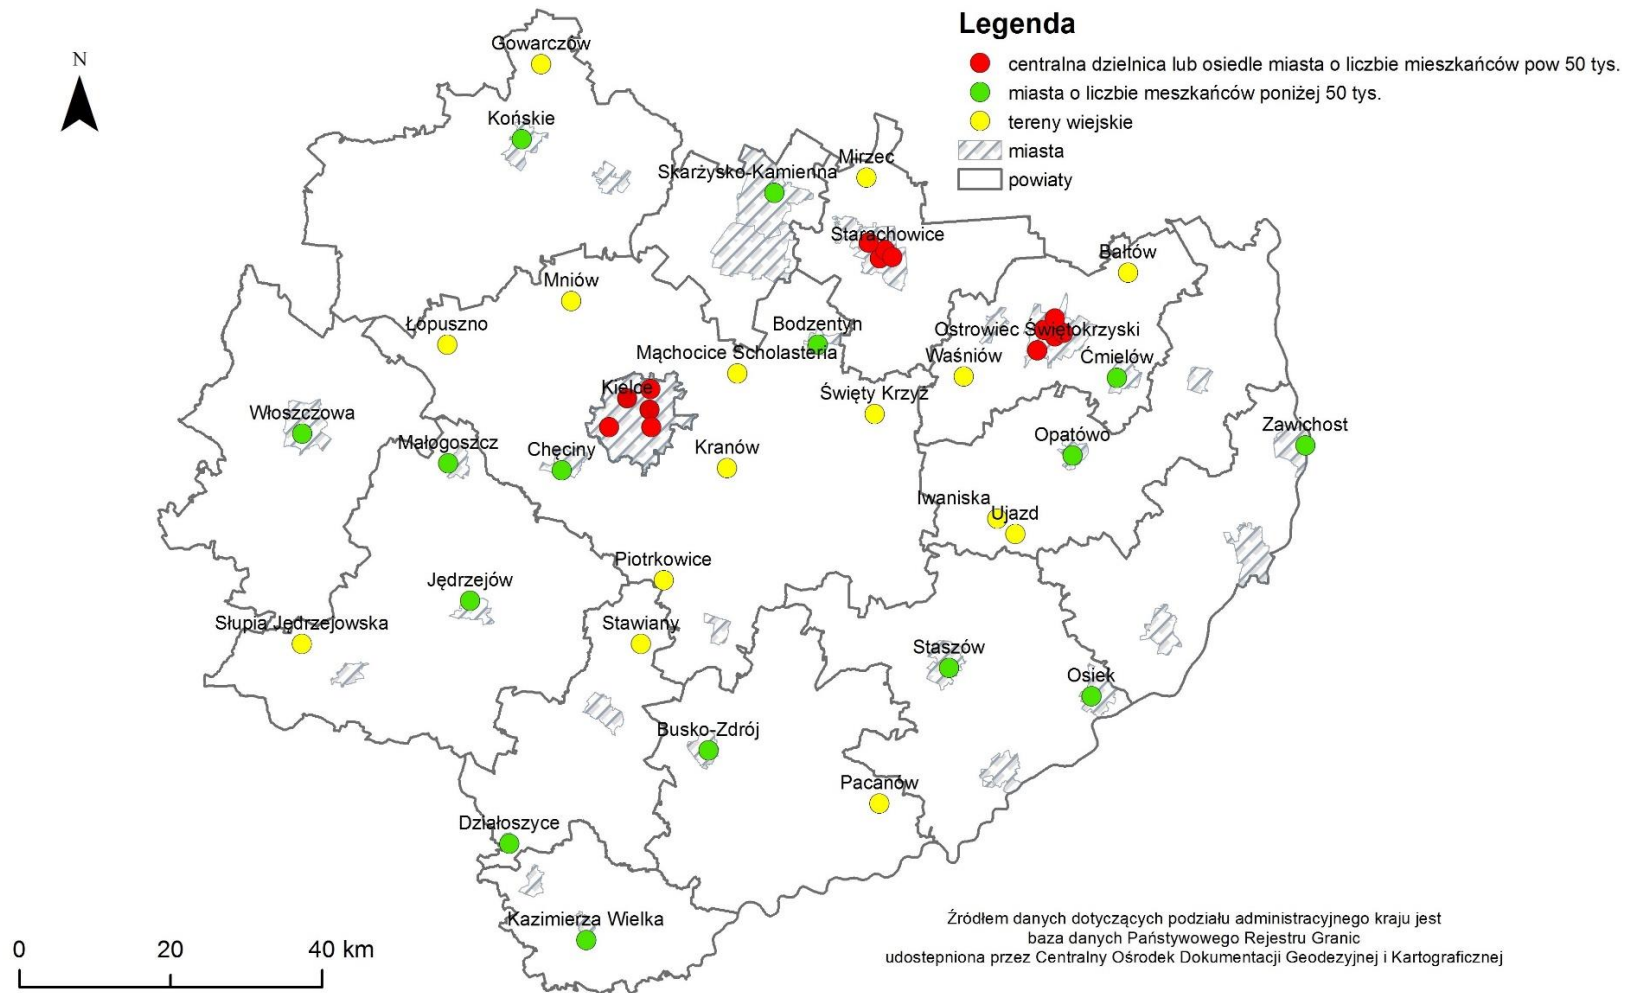 Legenda
centralna dzielnica lub osiedle miasta o liczbie mieszkańców pow 50 tys.
miasta o liczbie meszkańców poniżej 50 tys.
tereny wiejskie
miasta
powiaty
N
Gowarczów
Końskie
Mirzec
Skarżysko-Kamienna
Starachowice
Bałtów
Mniów
Łopuszno
Bodzentyn
Ostrowiec Świętokrzyski
Mąchocice Scholasteria
Waśniów
Ćmielów
Kielce
Święty Krzyż
Włoszczowa
Zawichost
Małogoszcz
Chęciny
Kranów
Opatówo
Iwaniska
Ujazd
Piotrkowice
Jędrzejów
Słupia Jędrzejowska
Stawiany
Staszów
Osiek
Busko-Zdrój
Pacanów
Działoszyce
Kazimierza Wielka
0 20 40 km
Źródłem danych dotyczących podziału administracyjnego kraju jest
baza danych Państywowego Rejestru Granic
udostepniona przez Centralny Ośrodek Dokumentacji Geodezyjnej i Kartograficznej